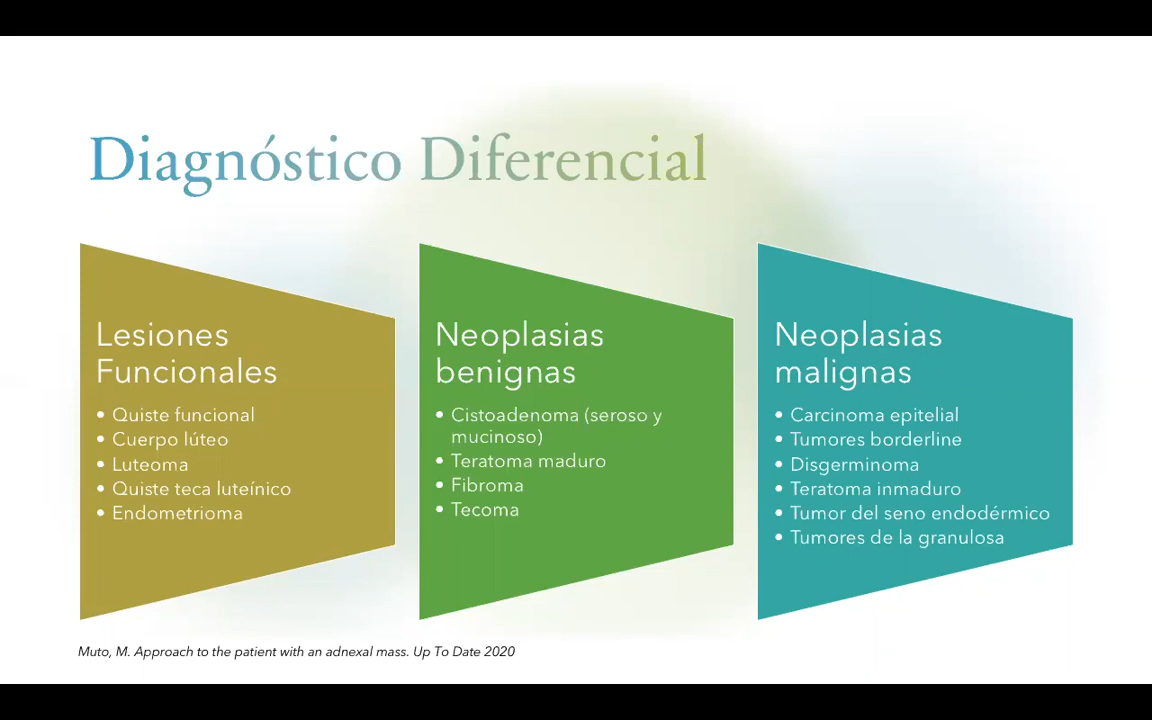 Diagnóstico Diferencial
Lesiones
Funcionales
• Quiste funcional
• Cuerpo lúteo
• Luteoma
• Quiste teca luteínico
• Endometrioma
Neoplasias
benignas
• Cistoadenoma (seroso y
mucinoso)
• Teratoma maduro
• Fibroma
• Tecoma
Neoplasias
malignas
• Carcinoma epitelial
• Tumores borderline
• Disgerminoma
• Teratoma inmaduro
• Tumor del seno endodérmico
• Tumores de la granulosa
Muto, M. Approach to the patient with an adnexal mass. Up To Date 2020